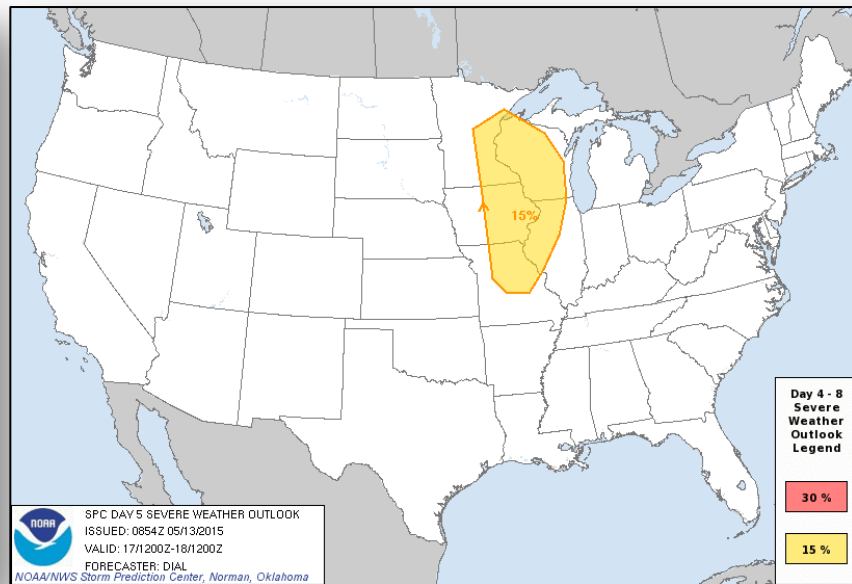 15%
Day 4 - 8
Severe
Weather
Outlook
Legend
30 %
15 %
NOAA
SPC DAY 5 SEVERE WEATHER OUTLOOK
ISSUED: 0854Z 05/13/2015
VALID: 17/1200Z-18/1200Z
FORECASTER: DIAL
NOAA/NWS Storm Prediction Center, Norman, Oklahoma